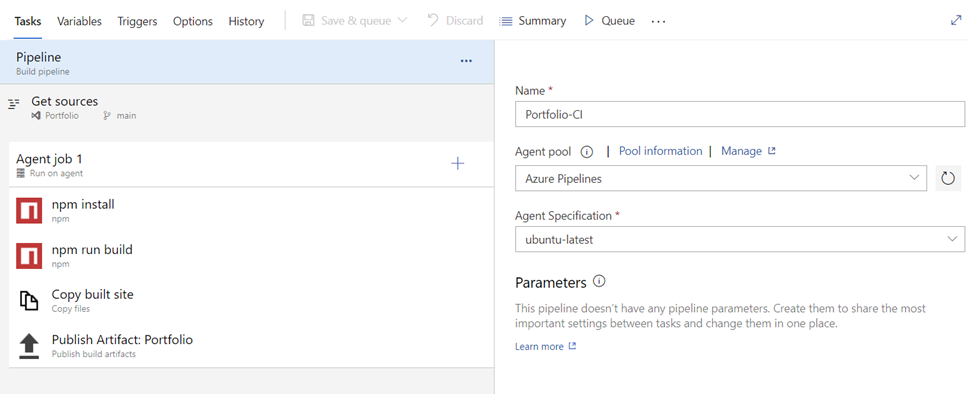 Tasks Variables Triggers Options History Save & queue Discard Summary Queue ...
Pipeline
Build pipeline
...
Get sources
Portfolio main
Agent job 1
Run on agent
npm install
npm
npm run build
npm
Copy built site
Copy files
Publish Artifact: Portfolio
Publish build artifacts
Name *
Portfolio-CI
Agent pool | Pool information | Manage
Azure Pipelines
Agent Specification *
ubuntu-latest
Parameters
This pipeline doesn't have any pipeline parameters. Create them to share the most
important settings between tasks and change them in one place.
Learn more